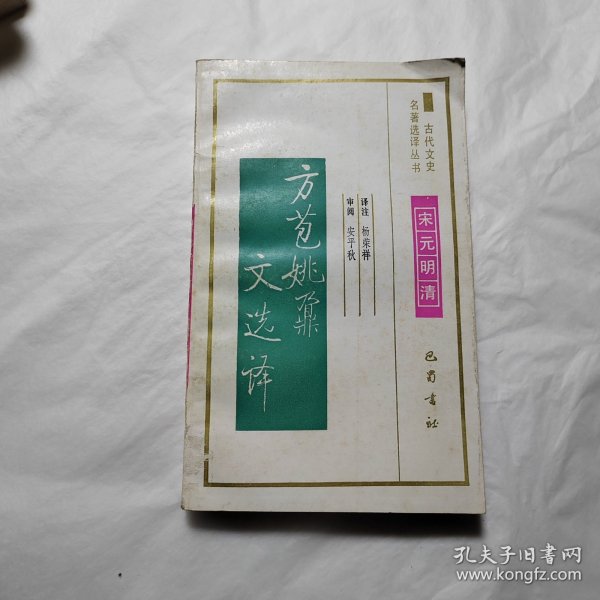 古代文史
名著选译丛书
宋元明清
巴蜀书社
译注 杨荣祥
审阅 安平秋
方苞姚鼐
文选译
孔夫子旧书网
www.kongfz.com